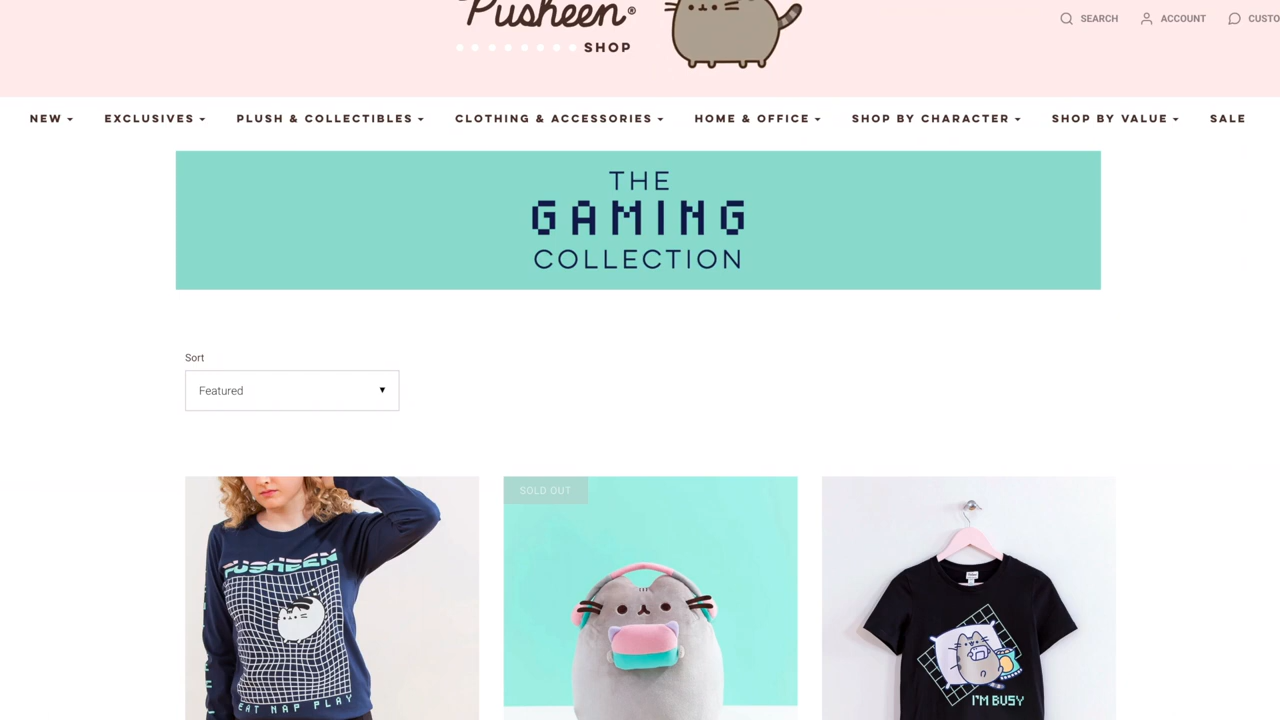 Pusheen®
SHOP
SEARCH
ACCOUNT
CUSTO
NEW
EXCLUSIVES
PLUSH & COLLECTIBLES
CLOTHING & ACCESSORIES
HOME & OFFICE
SHOP BY CHARACTER
SHOP BY VALUE
SALE
THE
GAMING
COLLECTION
Sort
Featured
SOLD OUT
PUSHEEN
EAT NAP PLAY
I'M BUSY